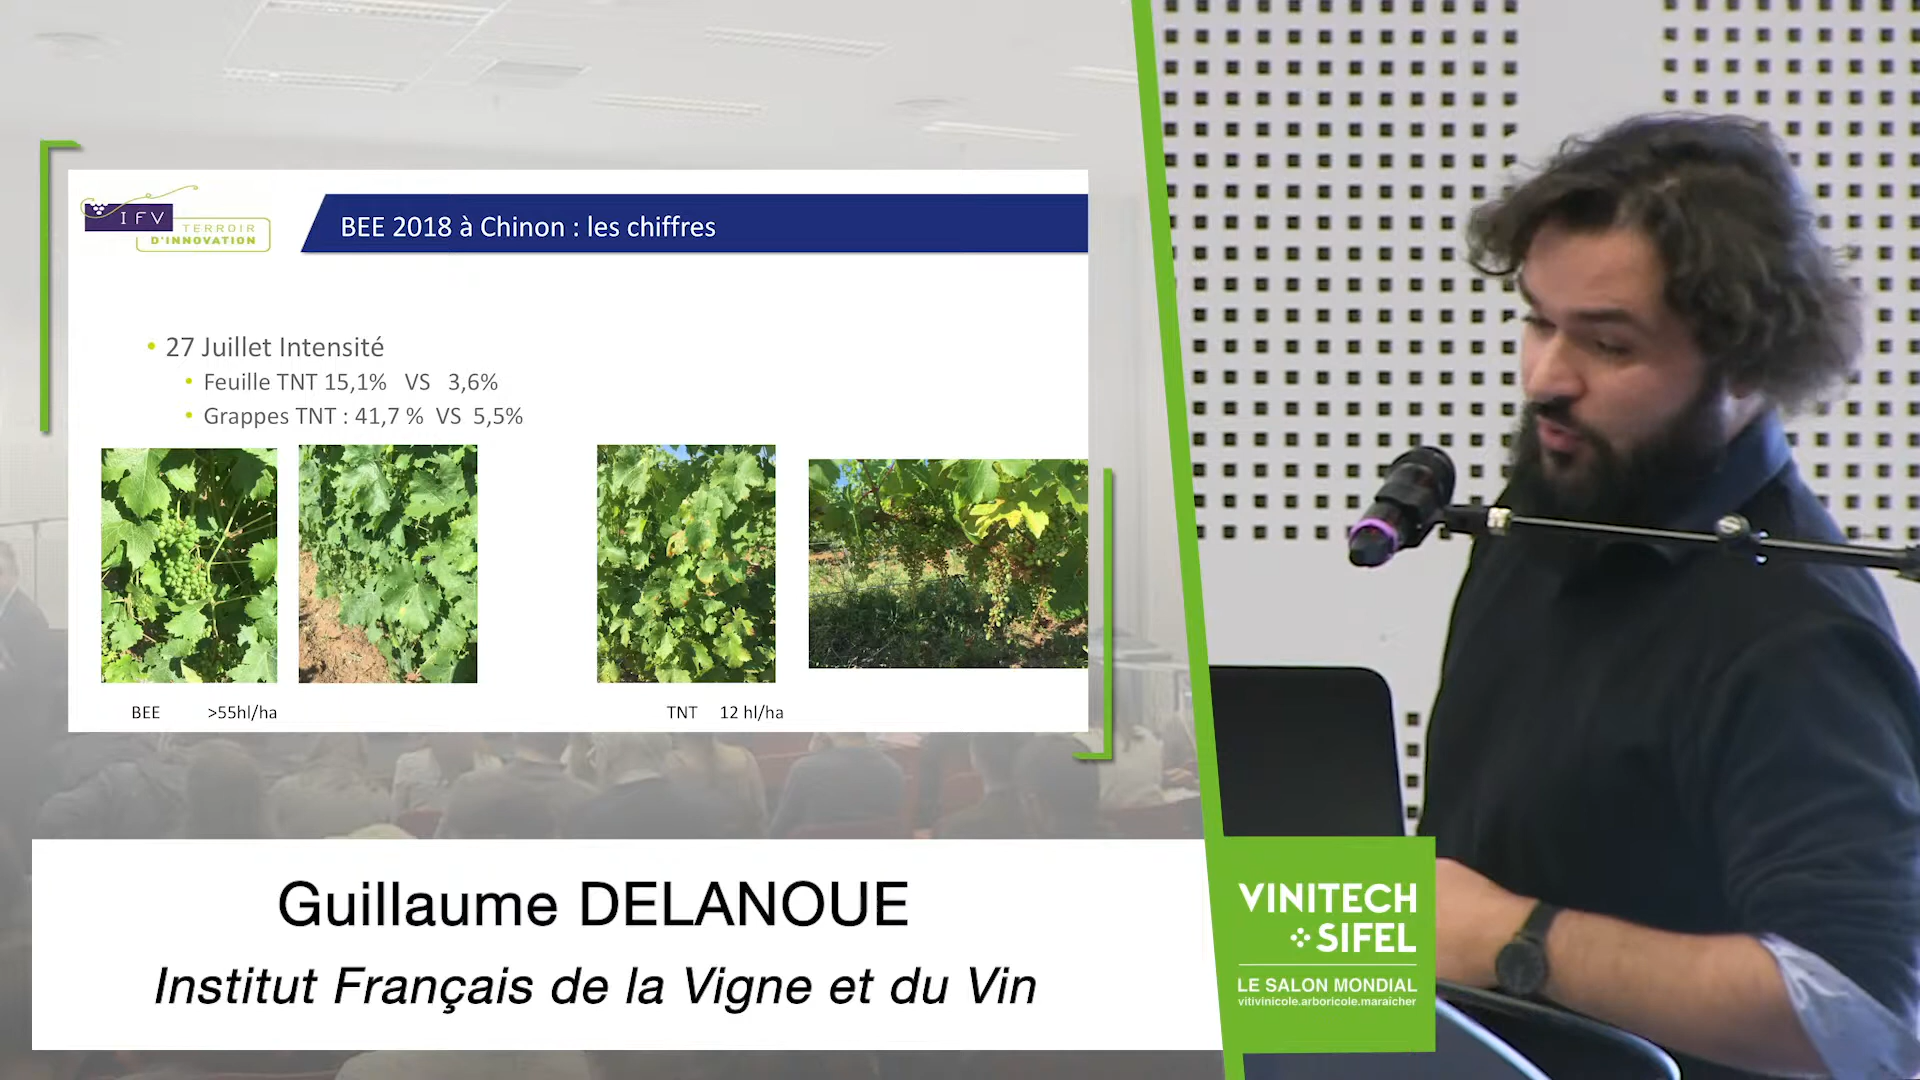 IFV
TERROIR
D'INNOVATION
BEE 2018 à Chinon : les chiffres
• 27 Juillet Intensité
• Feuille TNT 15,1% VS 3,6%
• Grappes TNT : 41,7 % VS 5,5%
BEE >55hl/ha
TNT 12 hl/ha
Guillaume DELANOUE
Institut Français de la Vigne et du Vin
VINITECH
SIFEL
LE SALON MONDIAL
vitivinicole.arboricole.maraîcher